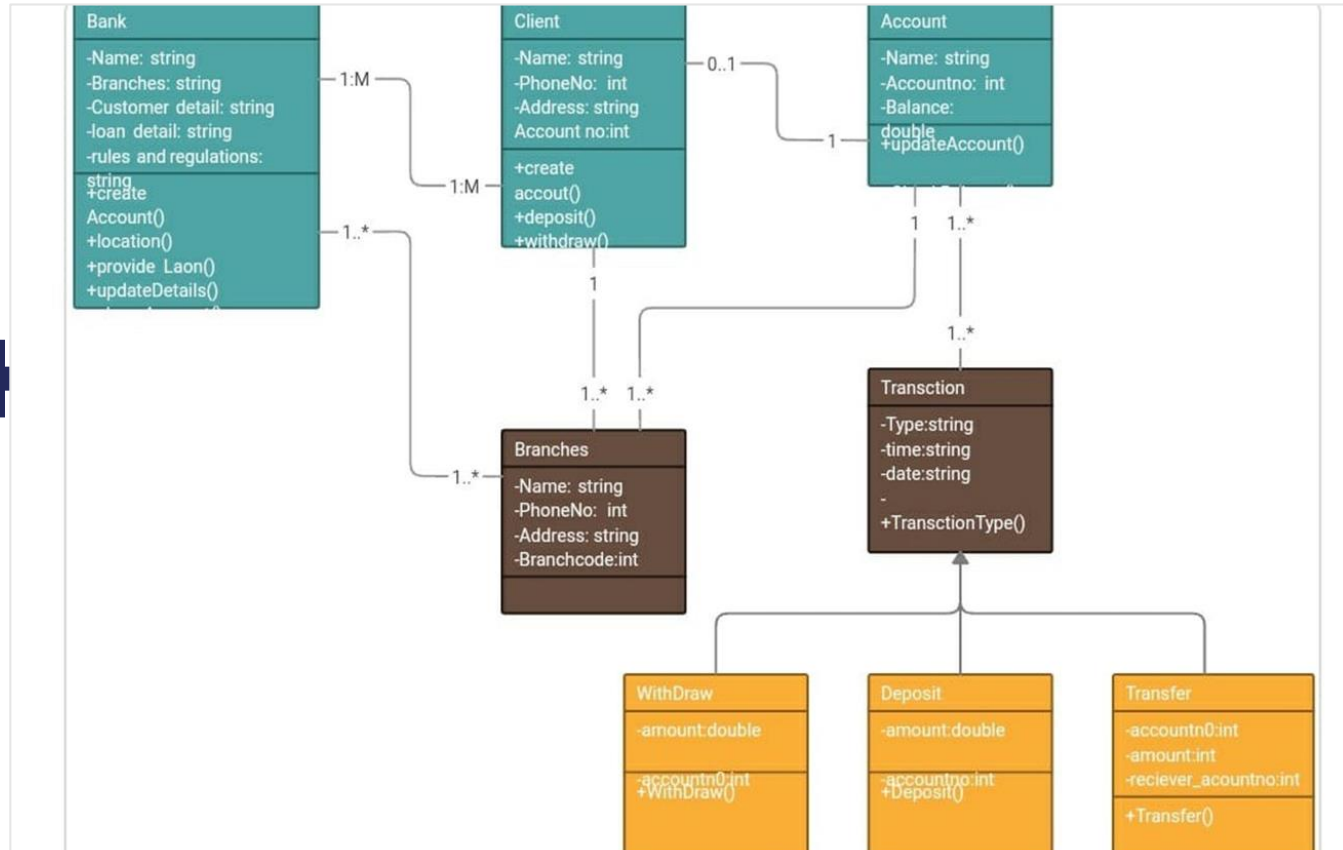 Bank
-Name: string
-Branches: string
-Customer detail: string
-loan detail: string
-rules and regulations:
string
+create
Account()
+location()
+provide Laon()
+updateDetails()
1:M
1:M
1..*
1..*
Client
-Name: string
-PhoneNo: int
-Address: string
Account no:int
+create
accout()
+deposit()
+withdraw()
0..1
1
Account
-Name: string
-Accountno: int
-Balance:
double
+updateAccount()
1
1..*
1
1..*
1..*
1..*
Branches
-Name: string
-PhoneNo: int
-Address: string
-Branchcode:int
Transction
-Type:string
-time:string
-date:string
-
+TransctionType()
WithDraw
-amount:double
-accountn0:int
+WithDraw()
Deposit
-amount:double
-accountno:int
+Deposit()
Transfer
-accountn0:int
-amount:int
-reciever_acountno:int
+Transfer()